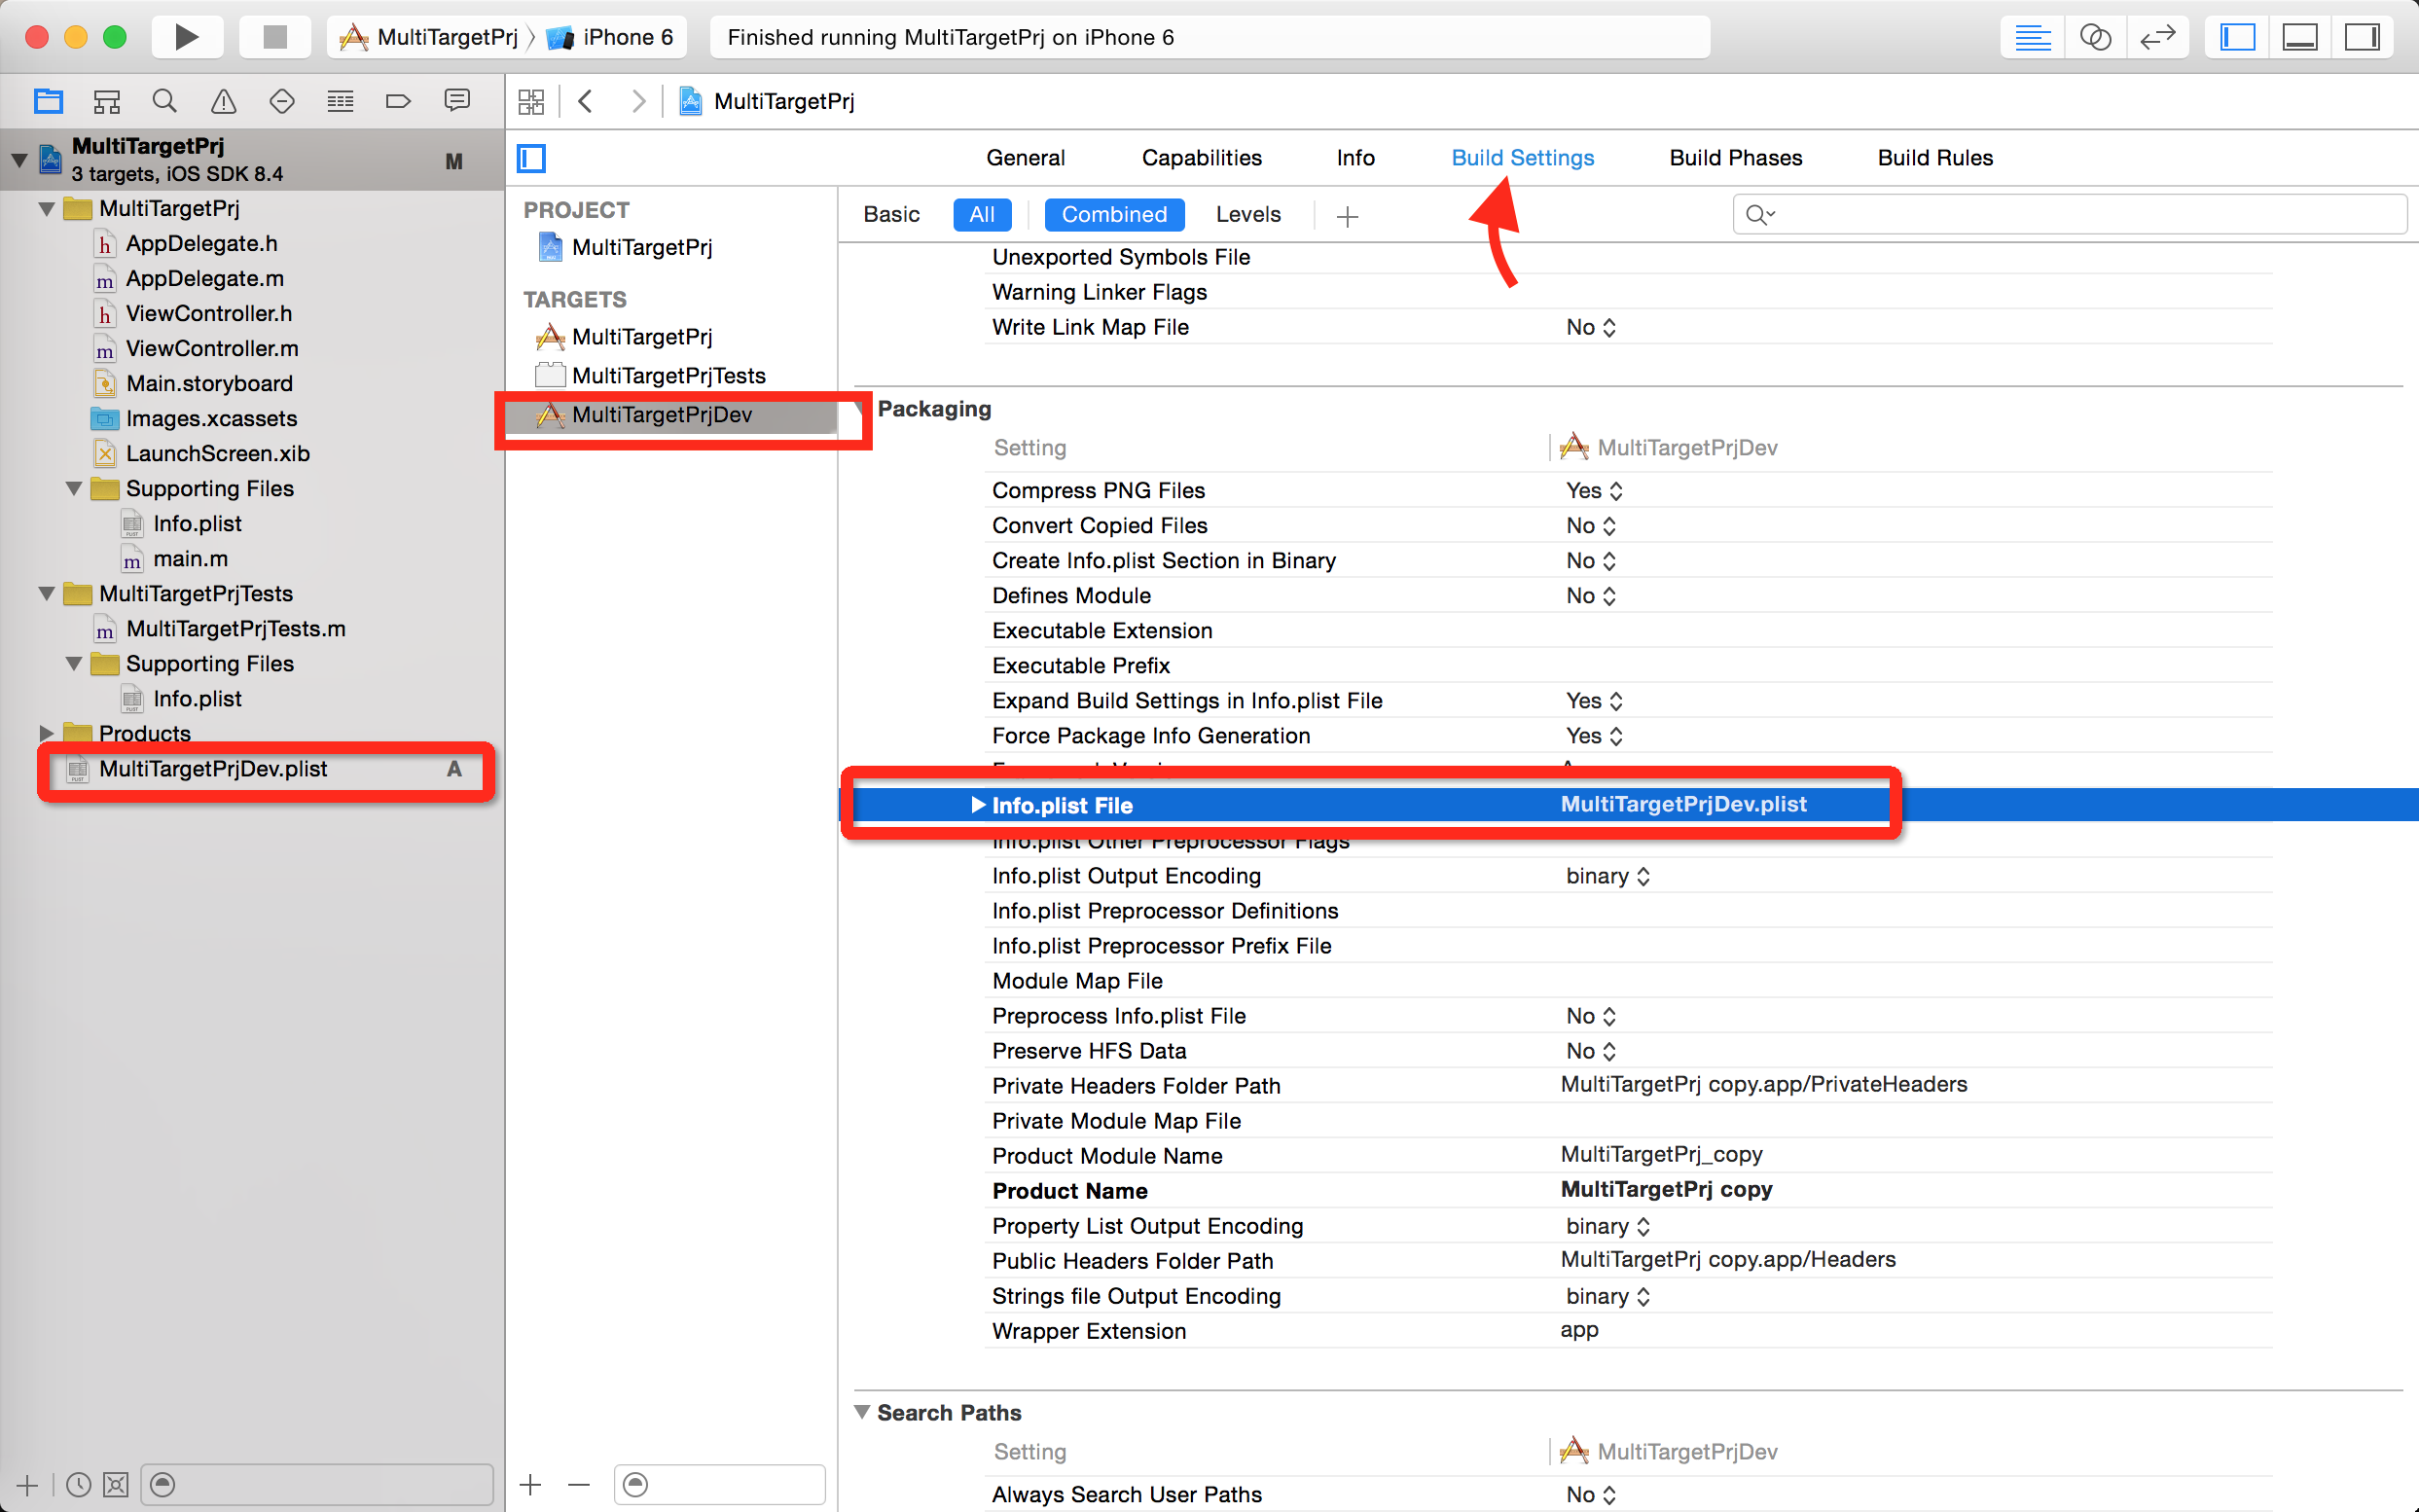 MultiTargetPrj 〉 iPhone 6
Finished running MultiTargetPrj on iPhone 6
MultiTargetPrj
MultiTargetPrj
3 targets, iOS SDK 8.4
M
MultiTargetPrj
h AppDelegate.h
m AppDelegate.m
h ViewController.h
m ViewController.m
Main.storyboard
Images.xcassets
LaunchScreen.xib
Supporting Files
Info.plist
m main.m
MultiTargetPrjTests
m MultiTargetPrjTests.m
Supporting Files
Info.plist
Products
MultiTargetPrjDev.plist A
General Capabilities Info Build Settings Build Phases Build Rules
PROJECT
MultiTargetPrj
TARGETS
MultiTargetPrj
MultiTargetPrjTests
MultiTargetPrjDev
Basic All Combined Levels
Unexported Symbols File
Warning Linker Flags
Write Link Map File No
Packaging
Setting MultiTargetPrjDev
Compress PNG Files Yes
Convert Copied Files No
Create Info.plist Section in Binary No
Defines Module No
Executable Extension
Executable Prefix
Expand Build Settings in Info.plist File Yes
Force Package Info Generation Yes
Info.plist File MultiTargetPrjDev.plist
Info.plist Other Preprocessor Flags
Info.plist Output Encoding binary
Info.plist Preprocessor Definitions
Info.plist Preprocessor Prefix File
Module Map File
Preprocess Info.plist File No
Preserve HFS Data No
Private Headers Folder Path MultiTargetPrj copy.app/PrivateHeaders
Private Module Map File
Product Module Name MultiTargetPrj_copy
Product Name MultiTargetPrj copy
Property List Output Encoding binary
Public Headers Folder Path MultiTargetPrj copy.app/Headers
Strings file Output Encoding binary
Wrapper Extension app
Search Paths
Setting MultiTargetPrjDev
Always Search User Paths No